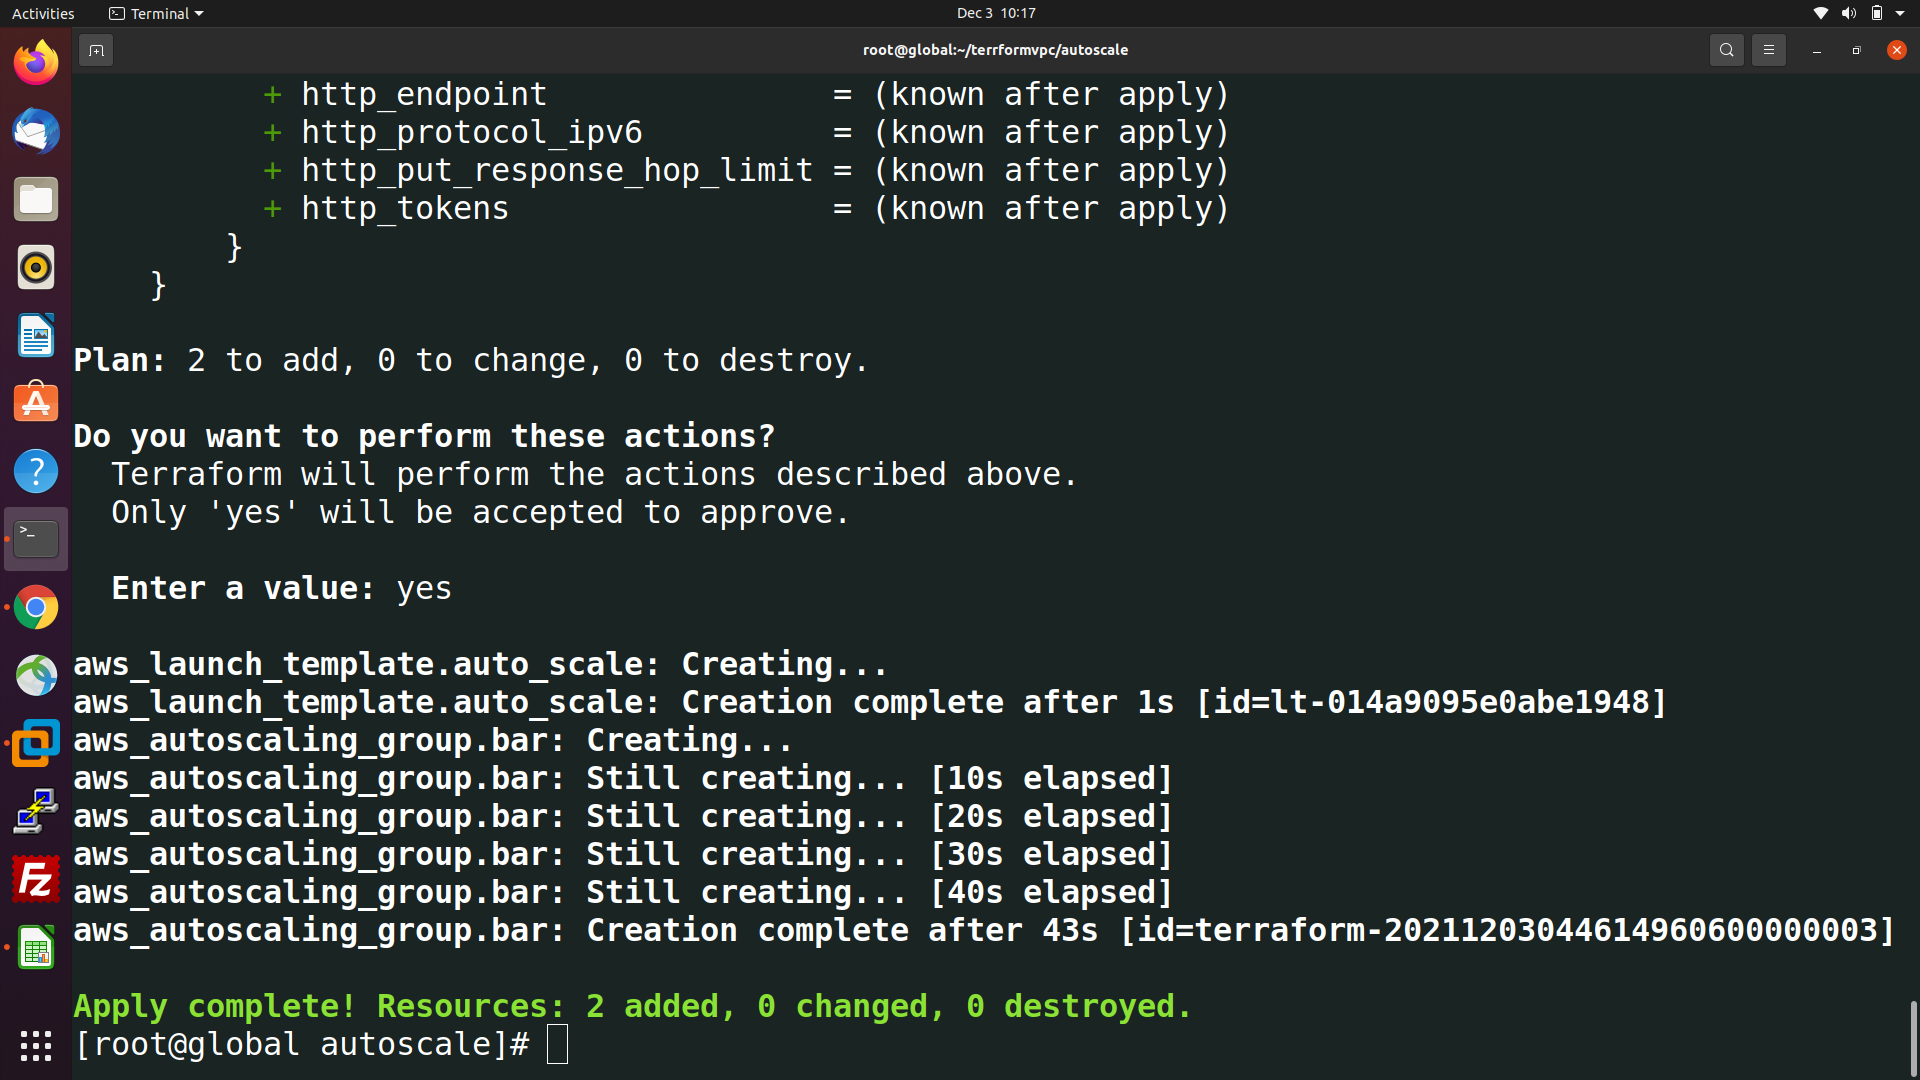 Activities Terminal Dec 3 10:17
root@global:~/terrformvpc/autoscale
+ http_endpoint = (known after apply)
+ http_protocol_ipv6 = (known after apply)
+ http_put_response_hop_limit = (known after apply)
+ http_tokens = (known after apply)
}
}
Plan: 2 to add, 0 to change, 0 to destroy.
Do you want to perform these actions?
Terraform will perform the actions described above.
Only 'yes' will be accepted to approve.
Enter a value: yes
aws_launch_template.auto_scale: Creating...
aws_launch_template.auto_scale: Creation complete after 1s [id=lt-014a9095e0abe1948]
aws_autoscaling_group.bar: Creating...
aws_autoscaling_group.bar: Still creating... [10s elapsed]
aws_autoscaling_group.bar: Still creating... [20s elapsed]
aws_autoscaling_group.bar: Still creating... [30s elapsed]
aws_autoscaling_group.bar: Still creating... [40s elapsed]
aws_autoscaling_group.bar: Creation complete after 43s [id=terraform-20211203044614960600000003]
Apply complete! Resources: 2 added, 0 changed, 0 destroyed.
[root@global autoscale]#